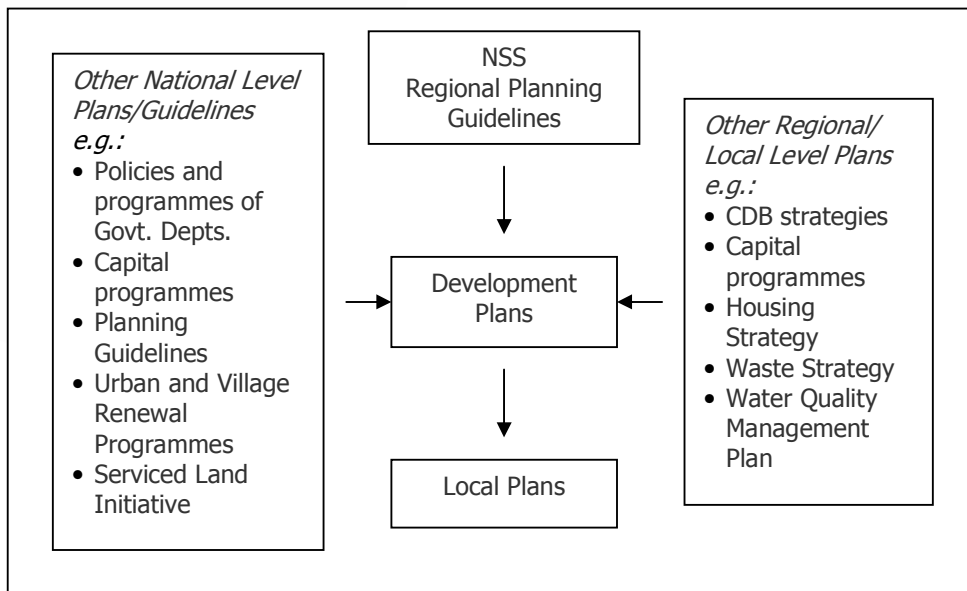 Other National Level
Plans/Guidelines
e.g.:
• Policies and
programmes of
Govt. Depts.
• Capital
programmes
• Planning
Guidelines
• Urban and Village
Renewal
Programmes
• Serviced Land
Initiative
NSS
Regional Planning
Guidelines
Development
Plans
Local Plans
Other Regional/
Local Level Plans
e.g.:
• CDB strategies
• Capital
programmes
• Housing
Strategy
• Waste Strategy
• Water Quality
Management
Plan